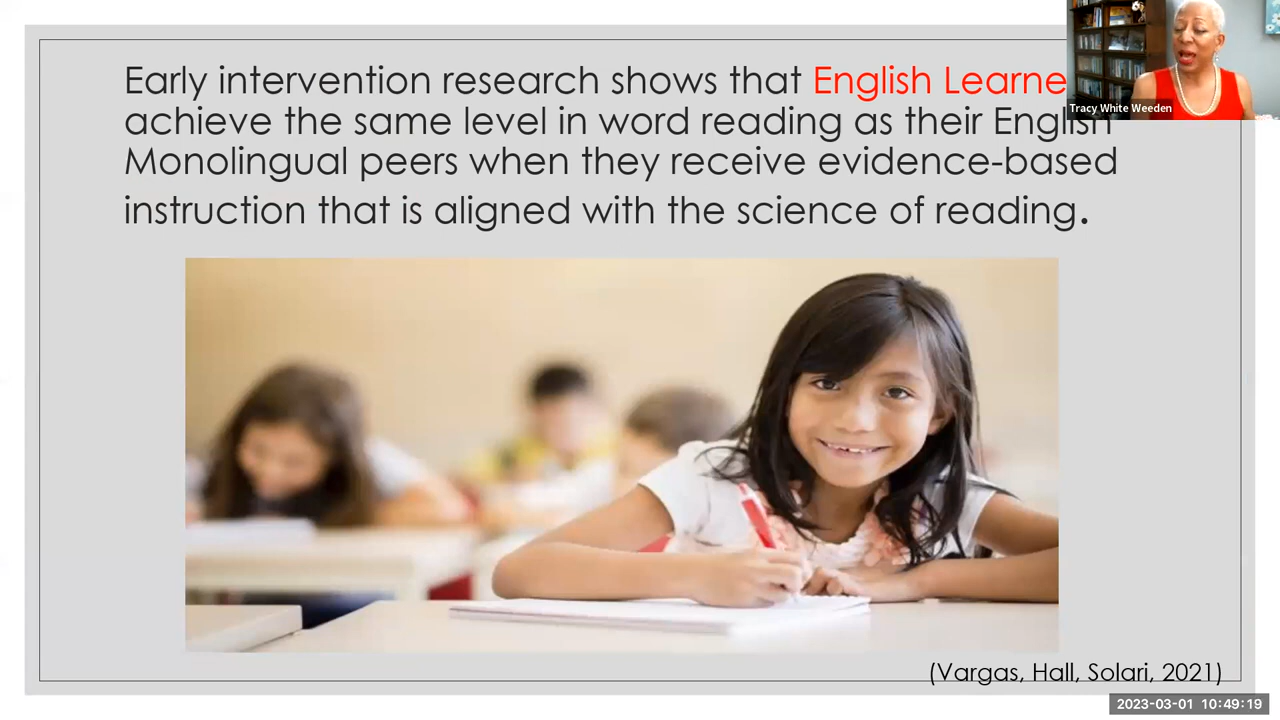 Early intervention research shows that English Learne
achieve the same level in word reading as their English
Monolingual peers when they receive evidence-based
instruction that is aligned with the science of reading.
Tracy White Weeden
(Vargas, Hall, Solari, 2021)
2023-03-01 10:49:19